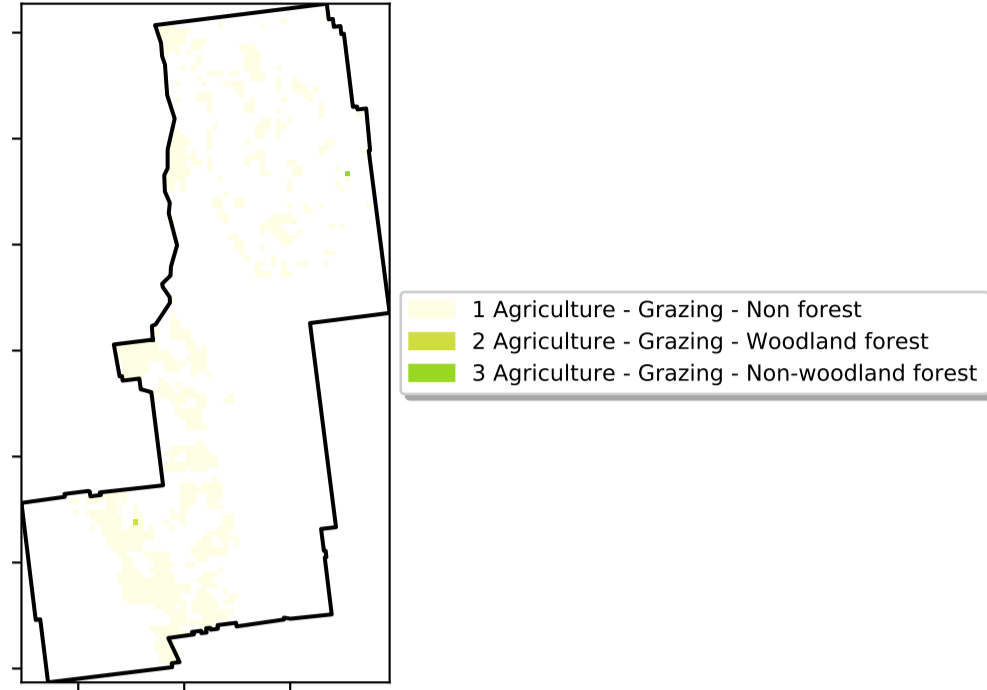 1 Agriculture - Grazing - Non forest
2 Agriculture - Grazing - Woodland forest
3 Agriculture - Grazing - Non-woodland forest